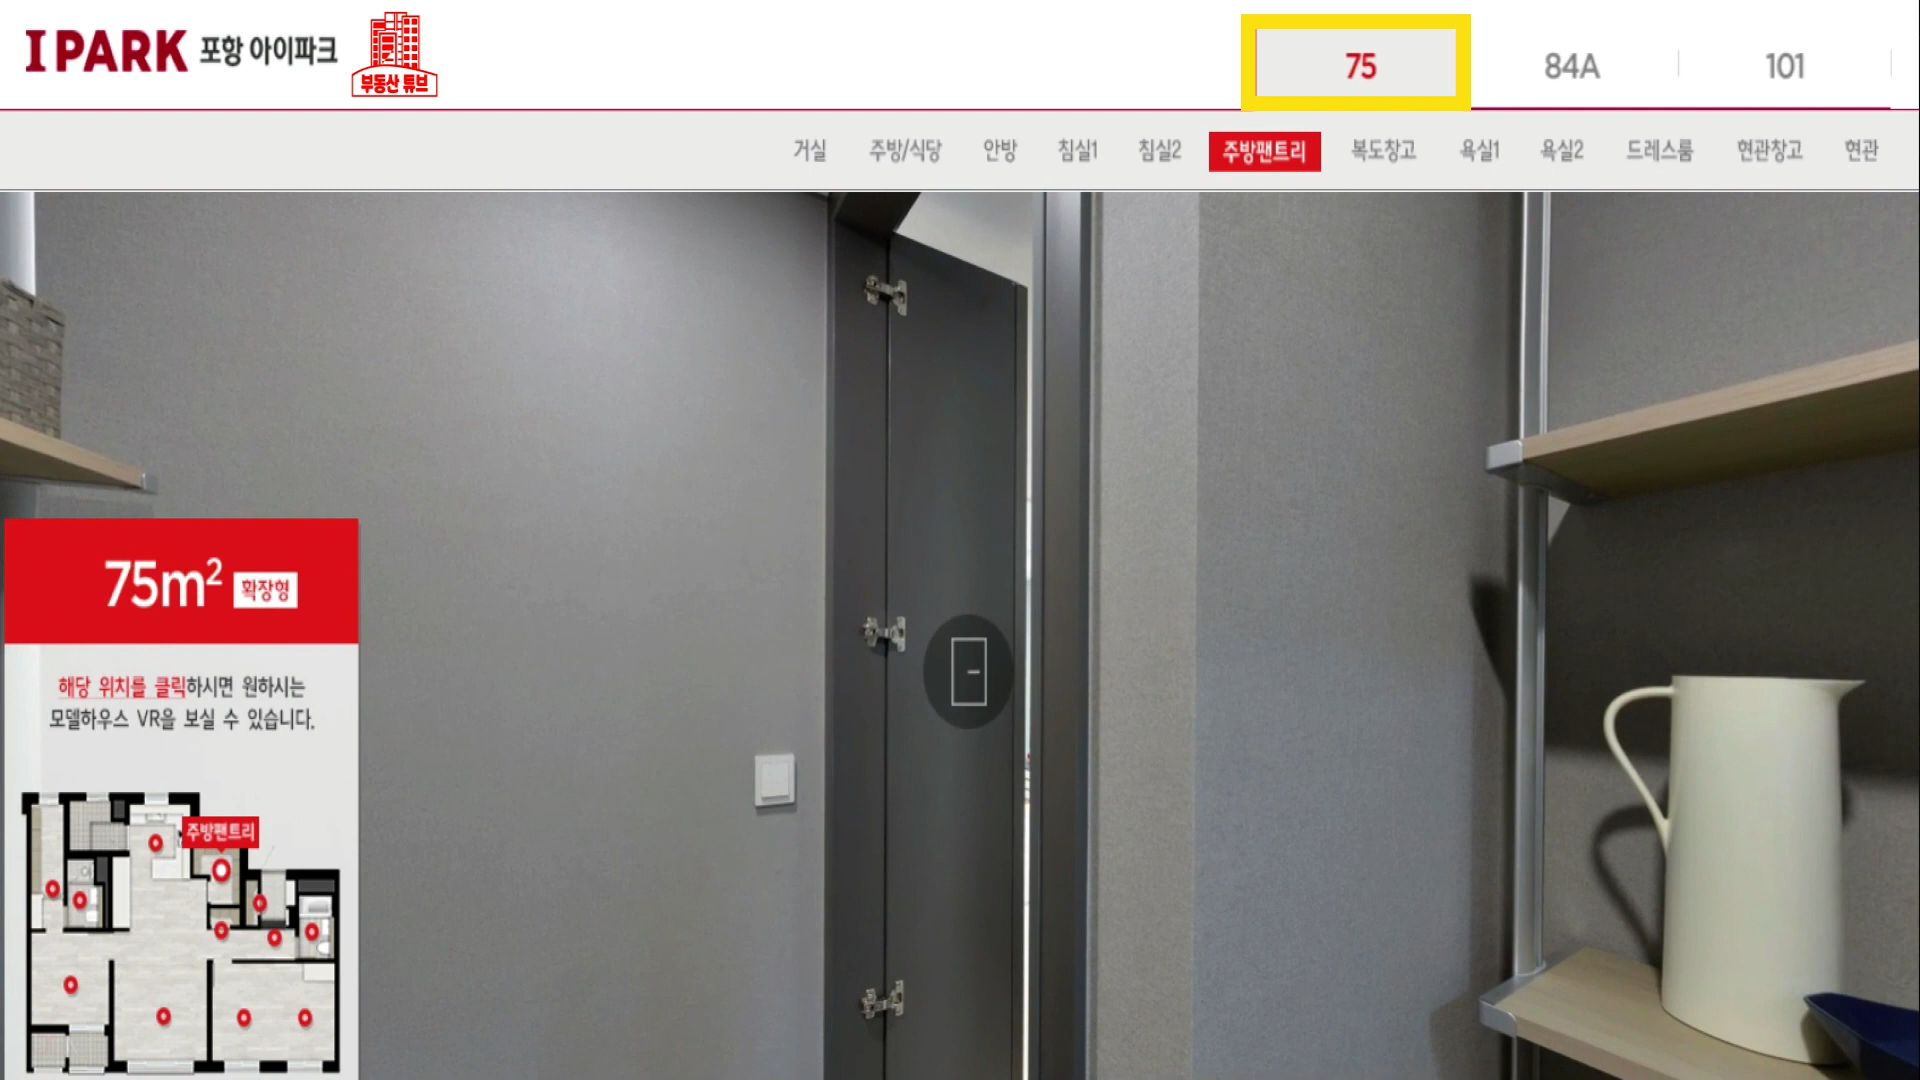 I PARK 포항 아이파크
부동산 튜브
75 84A 101
거실 주방/식당 안방 침실1 침실2 주방팬트리 복도창고 욕실1 욕실2 드레스룸 현관창고 현관
75m² 확장형
해당 위치를 클릭하시면 원하시는
모델하우스 VR을 보실 수 있습니다.
주방팬트리